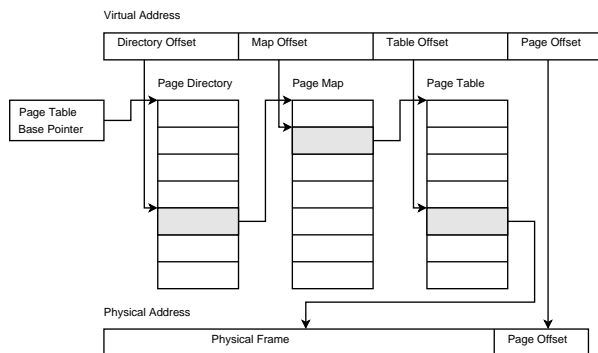 Virtual Address
Directory Offset Map Offset Table Offset Page Offset
Page Directory Page Map Page Table
Page Table
Base Pointer
Physical Address
Physical Frame Page Offset